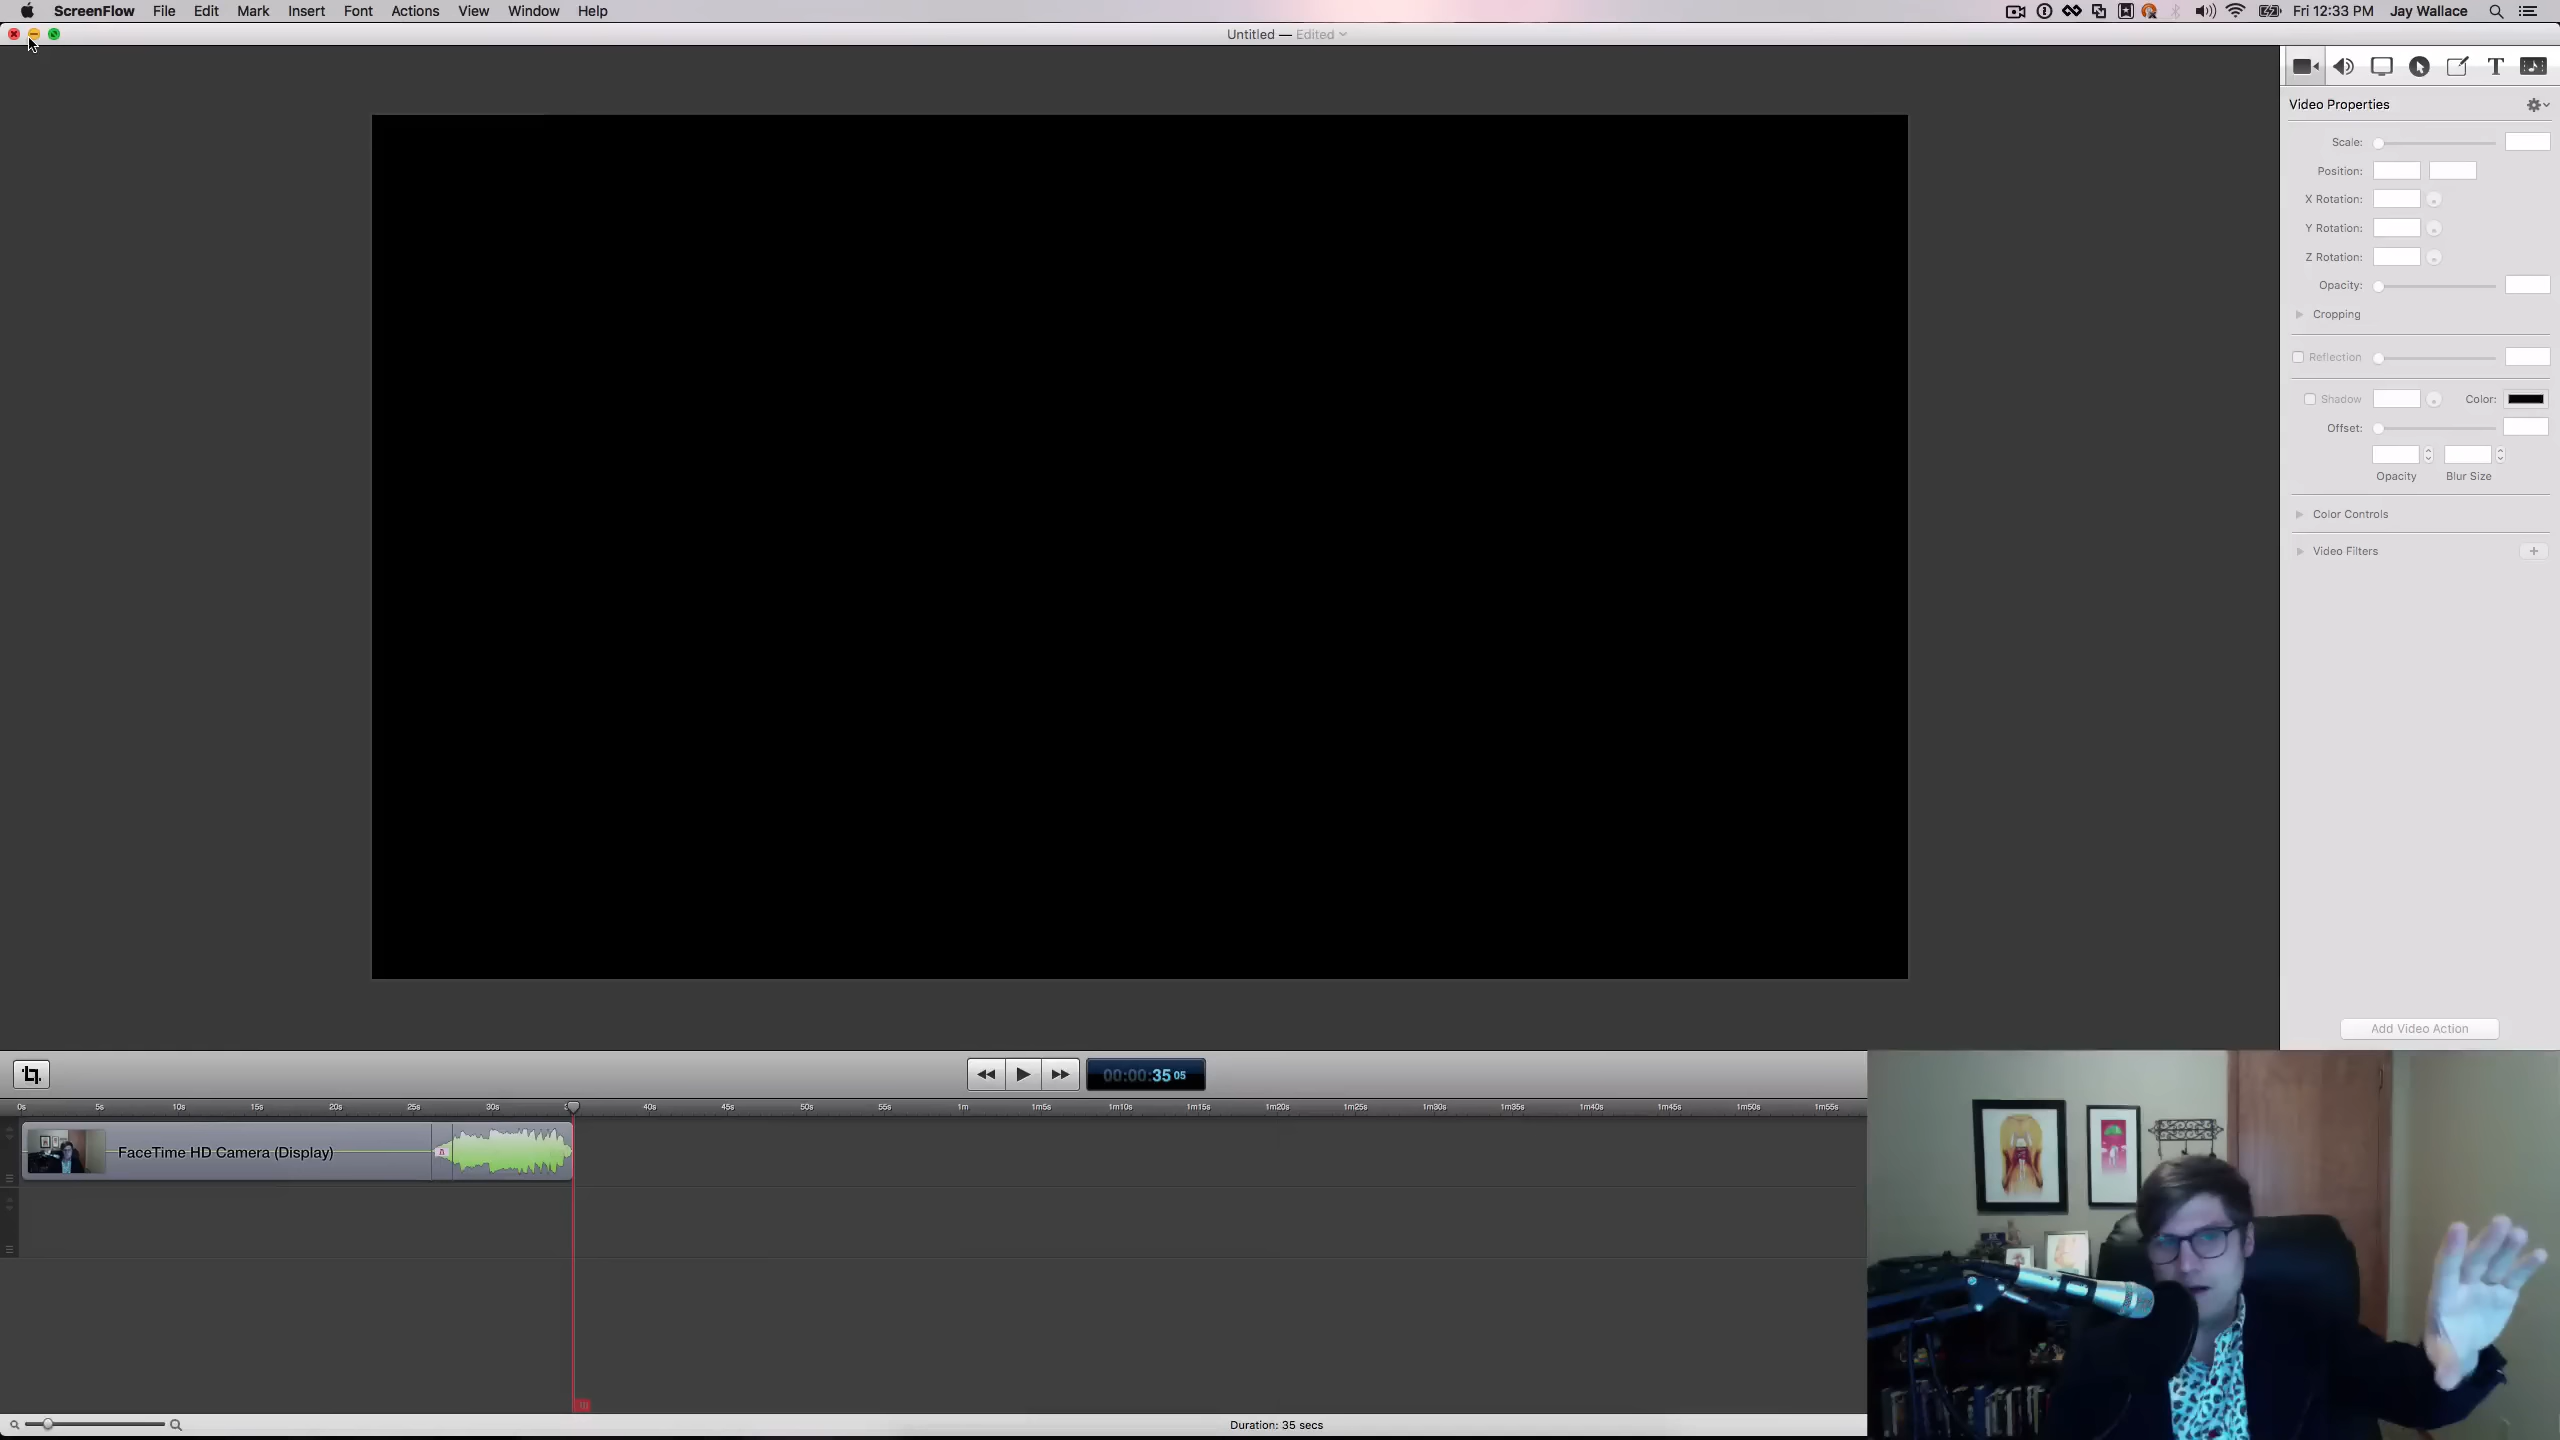 ScreenFlow File Edit Mark Insert Font Actions View Window Help Fri 12:33 PM Jay Wallace
Untitled — Edited
T
Video Properties
Scale:
Position:
X Rotation:
Y Rotation:
Z Rotation:
Opacity:
Cropping
Reflection
Shadow Color:
Offset:
Opacity Blur Size
Color Controls
Video Filters +
Add Video Action
00:00:35 05
0s 5s 10s 15s 20s 25s 30s 40s 45s 50s 55s 1m 1m5s 1m10s 1m15s 1m20s 1m25s 1m30s 1m35s 1m40s 1m45s 1m50s 1m55s
FaceTime HD Camera (Display)
Duration: 35 secs